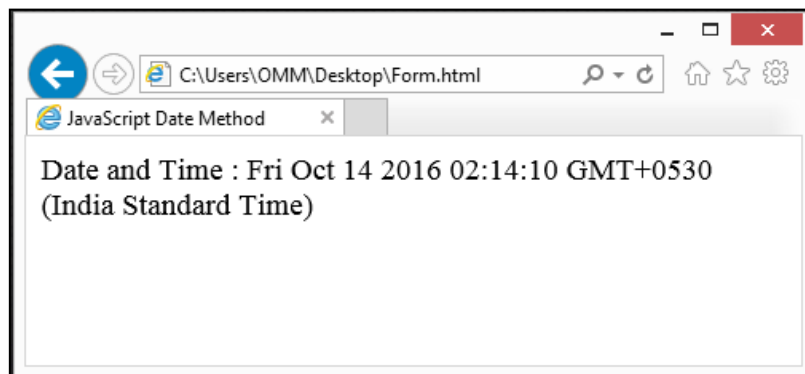 C:\Users\OMM\Desktop\Form.html
JavaScript Date Method
Date and Time : Fri Oct 14 2016 02:14:10 GMT+0530
(India Standard Time)